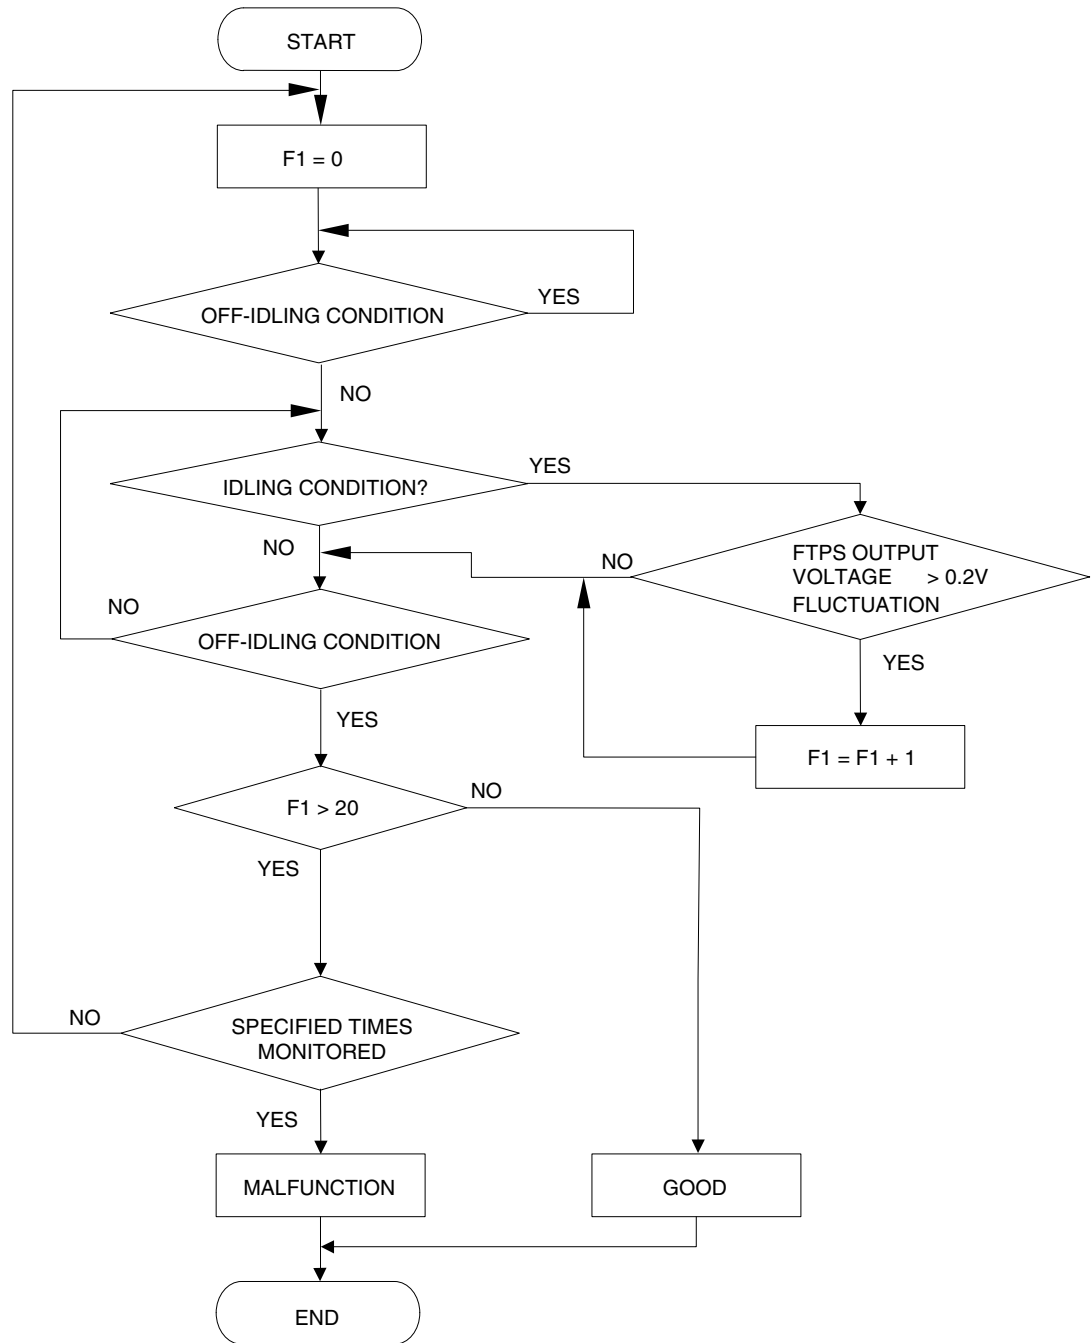 START
F1 = 0
OFF-IDLING CONDITION
YES
NO
IDLING CONDITION?
YES
NO
FTPS OUTPUT
VOLTAGE > 0.2V
FLUCTUATION
NO
YES
F1 = F1 + 1
OFF-IDLING CONDITION
NO
YES
F1 > 20
NO
YES
SPECIFIED TIMES
MONITORED
NO
YES
MALFUNCTION
GOOD
END